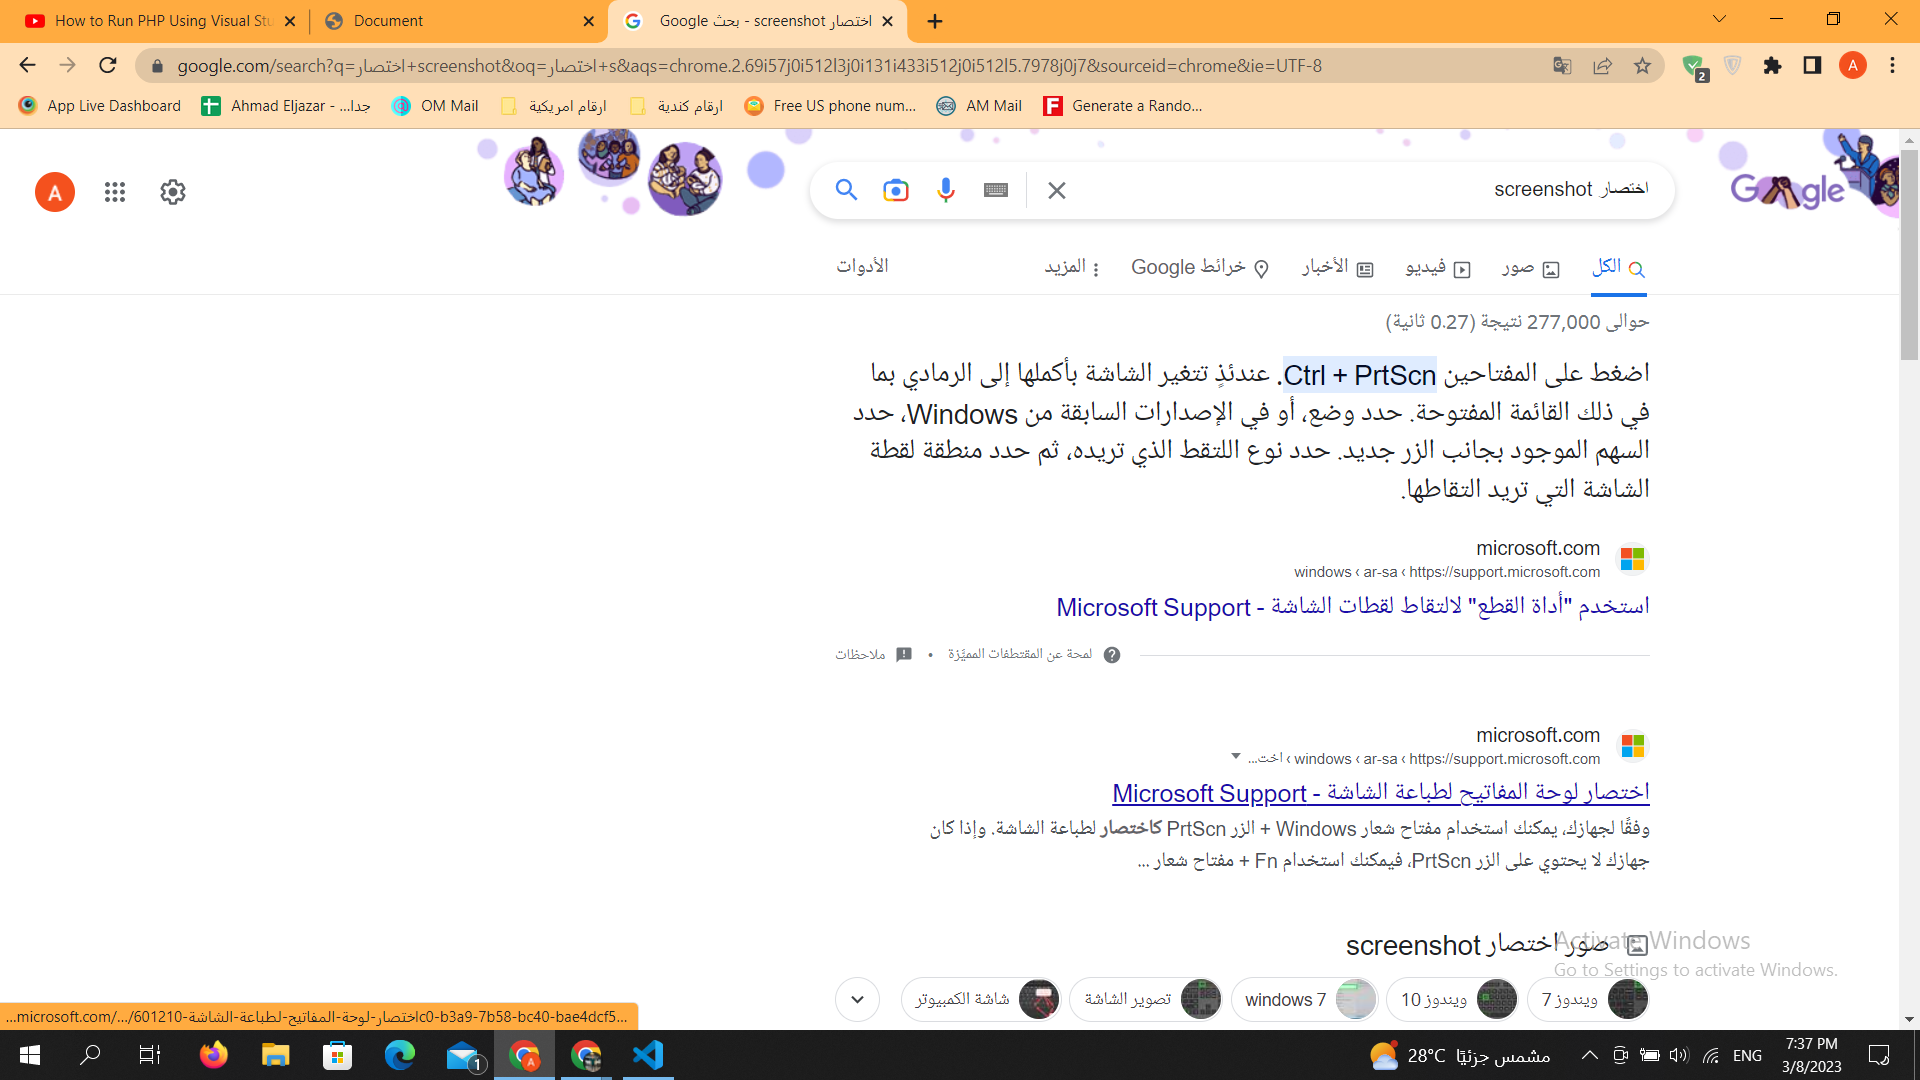 How to Run PHP Using Visual Stu
Document
اختصار screenshot - بحث Google
google.com/search?q=اختصار+screenshot&oq=اختصار+s&aqs=chrome.2.69i57j0i512l3j0i131i433i512j0i512l5.7978j0j7&sourceid=chrome&ie=UTF-8
2
A
App Live Dashboard
Ahmad Eljazar - ...جدا
OM Mail
ارقام امريكية
ارقام كندية
Free US phone num...
AM Mail
Generate a Rando...
A
اختصار screenshot
Google
الكل
صور
فيديو
الأخبار
خرائط Google
المزيد
الأدوات
حوالى 277,000 نتيجة (0.27 ثانية)
اضغط على المفتاحين Ctrl + PrtScn. عندئذٍ تتغير الشاشة بأكملها إلى الرمادي بما
في ذلك القائمة المفتوحة. حدد وضع، أو في الإصدارات السابقة من Windows، حدد
السهم الموجود بجانب الزر جديد. حدد نوع اللتقط الذي تريده، ثم حدد منطقة لقطة
الشاشة التي تريد التقاطها.
microsoft.com
https://support.microsoft.com › ar-sa › windows
استخدم "أداة القطع" لالتقاط لقطات الشاشة - Microsoft Support
لمحة عن المقتطفات المميَّزة • ملاحظات
microsoft.com
https://support.microsoft.com › ar-sa › windows › اخت...
اختصار لوحة المفاتيح لطباعة الشاشة - Microsoft Support
وفقًا لجهازك، يمكنك استخدام مفتاح شعار Windows + الزر PrtScn كاختصار لطباعة الشاشة. وإذا كان
جهازك لا يحتوي على الزر PrtScn، فيمكنك استخدام Fn + مفتاح شعار ...
صور اختصار screenshot
Activate Windows
Go to Settings to activate Windows.
ويندوز 7
ويندوز 10
windows 7
تصوير الشاشة
شاشة الكمبيوتر
...microsoft.com/.../اختصار-لوحة-المفاتيح-لطباعة-الشاشة-601210c0-b3a9-7b58-bc40-bae4dcf5...
1
A
28°C مشمس جزئيًا
ENG
7:37 PM
3/8/2023